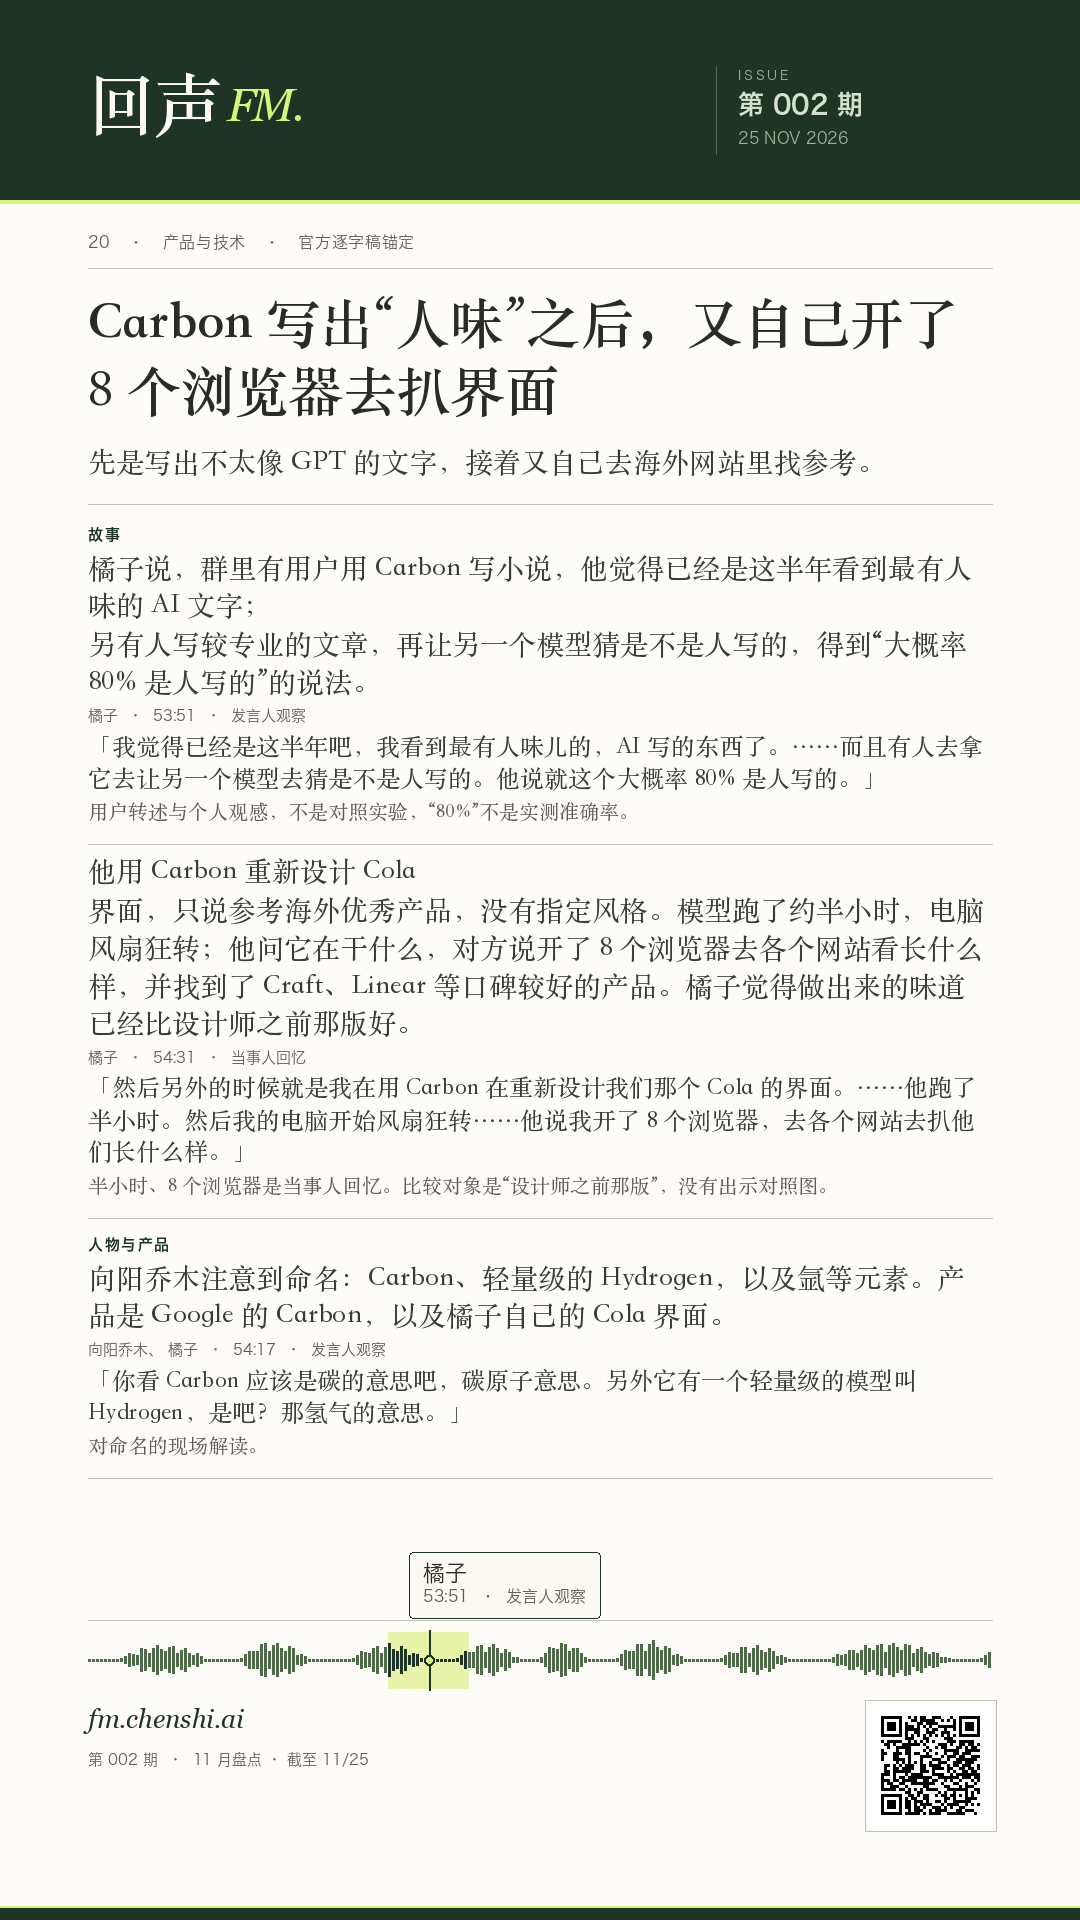 回声 FM.
ISSUE
第 002 期
25 NOV 2026
20 · 产品与技术 · 官方逐字稿锚定
Carbon 写出“人味”之后，又自己开了
8 个浏览器去扒界面
先是写出不太像 GPT 的文字，接着又自己去海外网站里找参考。
故事
橘子说，群里有用户用 Carbon 写小说，他觉得已经是这半年看到最有人
味的 AI 文字；
另有人写较专业的文章，再让另一个模型猜是不是人写的，得到“大概率
80% 是人写的”的说法。
橘子 · 53:51 · 发言人观察
「我觉得已经是这半年吧，我看到最有人味儿的，AI 写的东西了。……而且有人去拿
它去让另一个模型去猜是不是人写的。他说就这个大概率 80% 是人写的。」
用户转述与个人观感，不是对照实验，“80%”不是实测准确率。
他用 Carbon 重新设计 Cola
界面，只说参考海外优秀产品，没有指定风格。模型跑了约半小时，电脑
风扇狂转；他问它在干什么，对方说开了 8 个浏览器去各个网站看长什么
样，并找到了 Craft、Linear 等口碑较好的产品。橘子觉得做出来的味道
已经比设计师之前那版好。
橘子 · 54:31 · 当事人回忆
「然后另外的时候就是我在用 Carbon 在重新设计我们那个 Cola 的界面。……他跑了
半小时。然后我的电脑开始风扇狂转……他说我开了 8 个浏览器，去各个网站去扒他
们长什么样。」
半小时、8 个浏览器是当事人回忆。比较对象是“设计师之前那版”，没有出示对照图。
人物与产品
向阳乔木注意到命名：Carbon、轻量级的 Hydrogen，以及氩等元素。产
品是 Google 的 Carbon，以及橘子自己的 Cola 界面。
向阳乔木、 橘子 · 54:17 · 发言人观察
「你看 Carbon 应该是碳的意思吧，碳原子意思。另外它有一个轻量级的模型叫
Hydrogen，是吧？那氢气的意思。」
对命名的现场解读。
橘子
53:51 · 发言人观察
fm.chenshi.ai
第 002 期 · 11 月盘点 · 截至 11/25